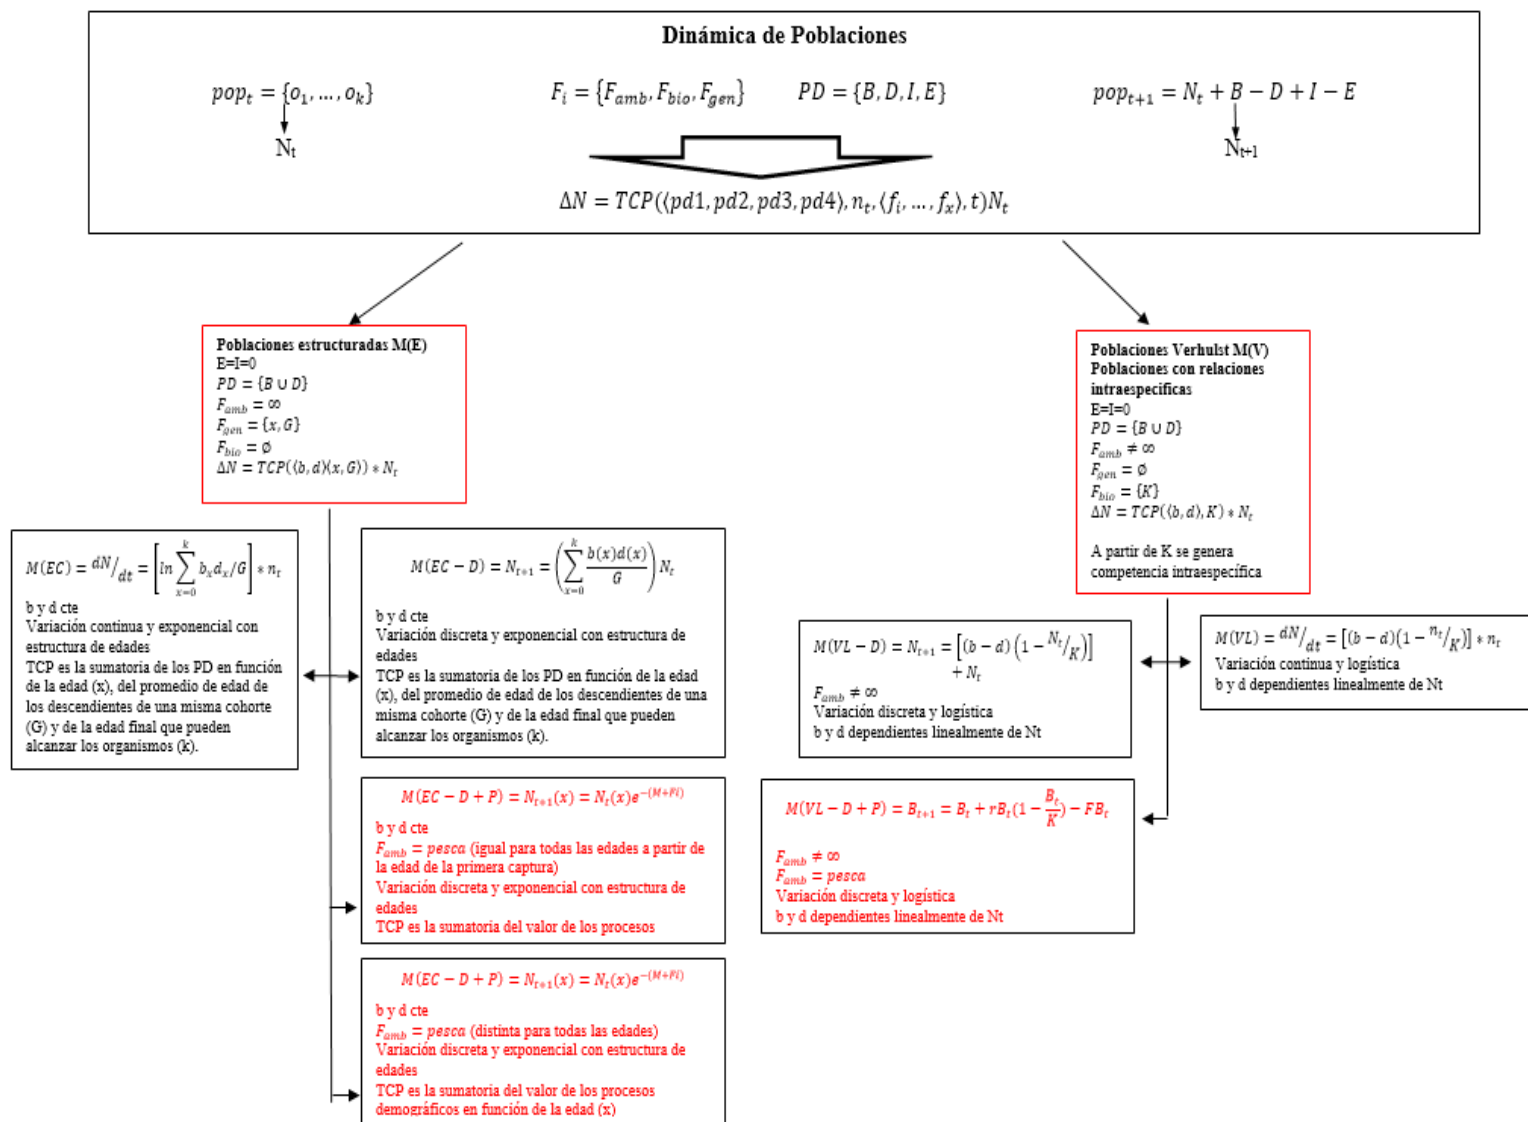 Dinámica de Poblaciones
pop_t = {o_1, …, o_k}
N_t
F_i = {F_amb, F_bio, F_gen}
PD = {B, D, I, E}
pop_{t+1} = N_t + B − D + I − E
N_{t+1}
ΔN = TCP(⟨pd1, pd2, pd3, pd4⟩, n_t, ⟨f_i, …, f_x⟩, t)N_t
Poblaciones estructuradas M(E)
E=I=0
PD = {B ∪ D}
F_amb = ∞
F_gen = {x, G}
F_bio = ∅
ΔN = TCP(⟨b, d⟩⟨x, G⟩) * N_t
M(EC) = dN/dt = [ln ∑_{x=0}^{k} b_x d_x/G] * n_t
b y d cte
Variación continua y exponencial con
estructura de edades
TCP es la sumatoria de los PD en función
de la edad (x), del promedio de edad de
los descendientes de una misma cohorte
(G) y de la edad final que pueden
alcanzar los organismos (k).
M(EC − D) = N_{t+1} = (∑_{x=0}^{k} b(x)d(x)/G) N_t
b y d cte
Variación discreta y exponencial con estructura de
edades
TCP es la sumatoria de los PD en función de la edad
(x), del promedio de edad de los descendientes de una
misma cohorte (G) y de la edad final que pueden
alcanzar los organismos (k).
M(EC − D + P) = N_{t+1}(x) = N_t(x)e^{−(M+Fi)}
b y d cte
F_amb = pesca (igual para todas las edades a partir de
la edad de la primera captura)
Variación discreta y exponencial con estructura de
edades
TCP es la sumatoria del valor de los procesos
M(EC − D + P) = N_{t+1}(x) = N_t(x)e^{−(M+Fi)}
b y d cte
F_amb = pesca (distinta para todas las edades)
Variación discreta y exponencial con estructura de
edades
TCP es la sumatoria del valor de los procesos
demográficos en función de la edad (x)
Poblaciones Verhulst M(V)
Poblaciones con relaciones
intraespecificas
E=I=0
PD = {B ∪ D}
F_amb ≠ ∞
F_gen = ∅
F_bio = {K}
ΔN = TCP(⟨b, d⟩, K) * N_t
A partir de K se genera
competencia intraespecífica
M(VL − D) = N_{t+1} = [(b − d)(1 − N_t/K)]
+ N_t
F_amb ≠ ∞
Variación discreta y logística
b y d dependientes linealmente de Nt
M(VL) = dN/dt = [(b − d)(1 − n_t/K)] * n_t
Variación continua y logística
b y d dependientes linealmente de Nt
M(VL − D + P) = B_{t+1} = B_t + rB_t(1 − B_t/K) − FB_t
F_amb ≠ ∞
F_amb = pesca
Variación discreta y logística
b y d dependientes linealmente de Nt